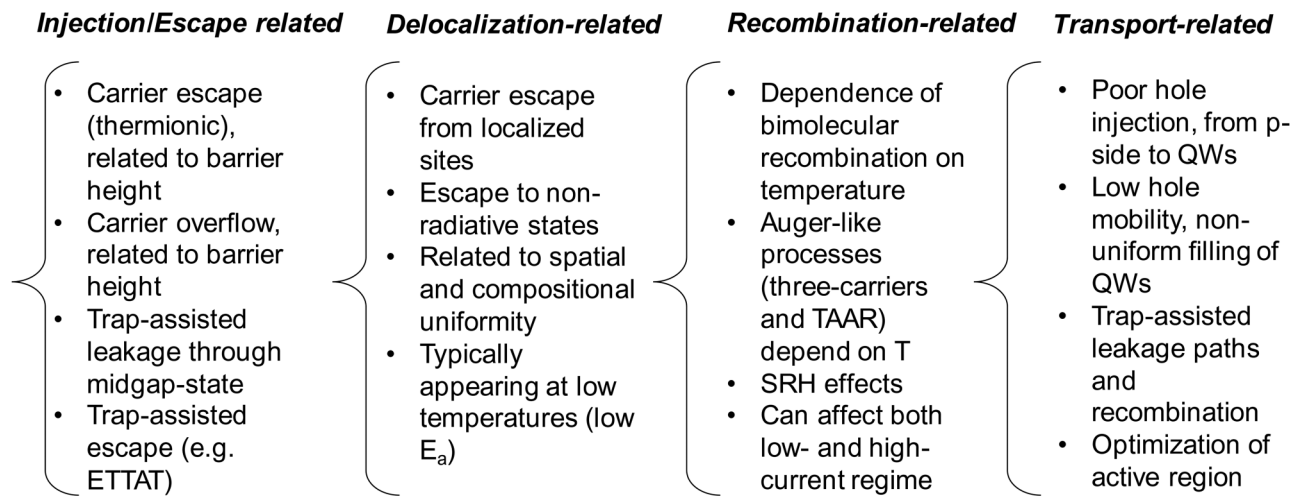 Injection/Escape related
• Carrier escape
(thermionic),
related to barrier
height
• Carrier overflow,
related to barrier
height
• Trap-assisted
leakage through
midgap-state
• Trap-assisted
escape (e.g.
ETTAT)
Delocalization-related
• Carrier escape
from localized
sites
• Escape to non-
radiative states
• Related to spatial
and compositional
uniformity
• Typically
appearing at low
temperatures (low
Eₐ)
Recombination-related
• Dependence of
bimolecular
recombination on
temperature
• Auger-like
processes
(three-carriers
and TAAR)
depend on T
• SRH effects
• Can affect both
low- and high-
current regime
Transport-related
• Poor hole
injection, from p-
side to QWs
• Low hole
mobility, non-
uniform filling of
QWs
• Trap-assisted
leakage paths
and
recombination
• Optimization of
active region